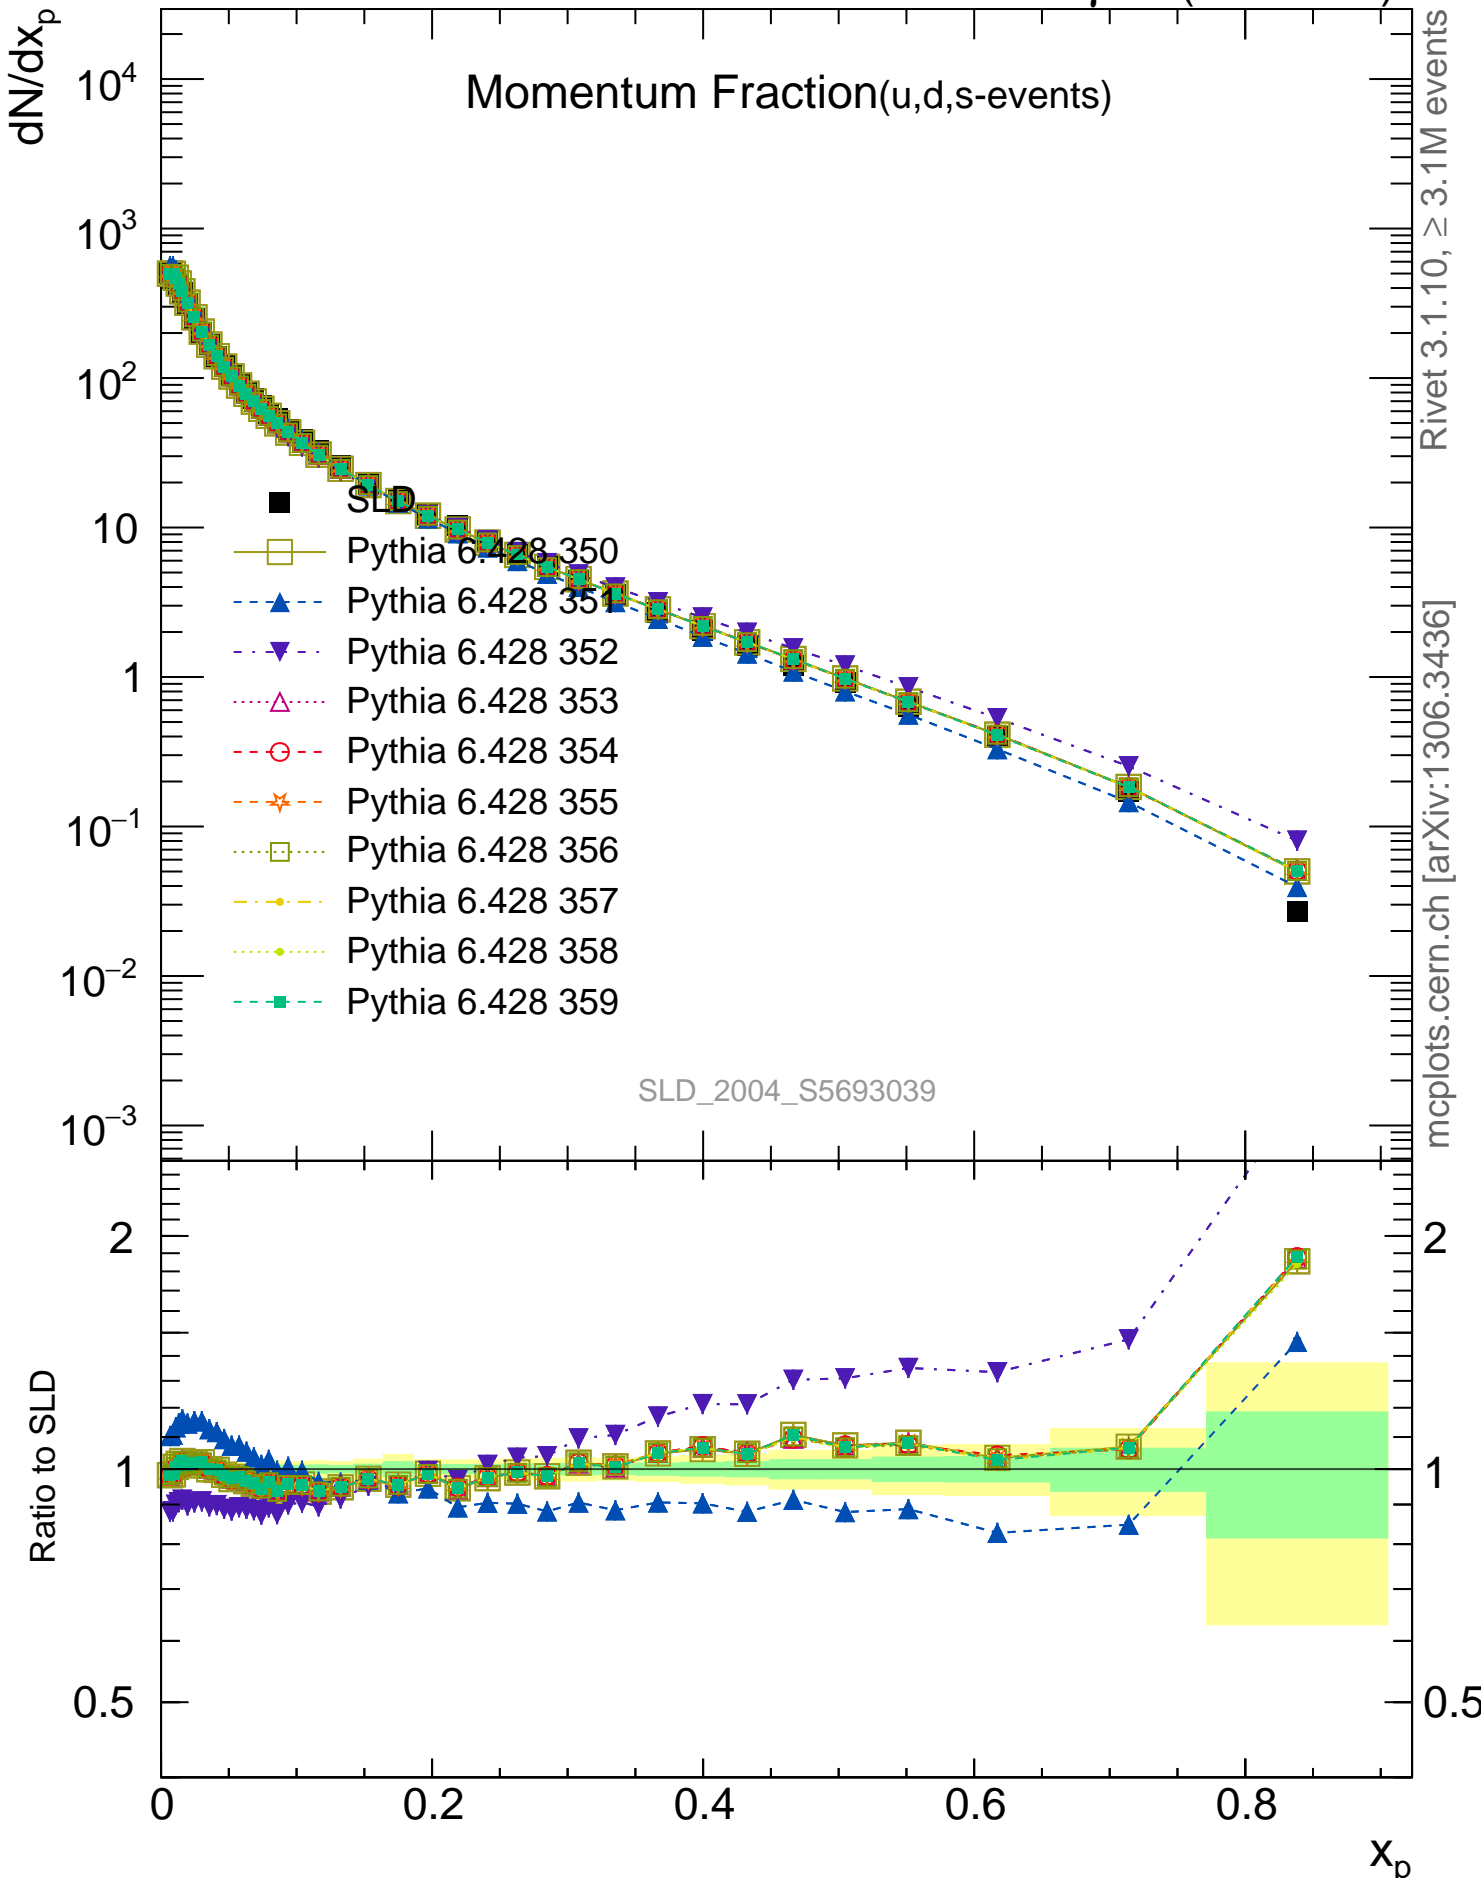 dN/dx_p
Momentum Fraction(u,d,s-events)
10^4
10^3
10^2
10
1
10^−1
10^−2
10^−3
SLD
Pythia 6.428 350
Pythia 6.428 351
Pythia 6.428 352
Pythia 6.428 353
Pythia 6.428 354
Pythia 6.428 355
Pythia 6.428 356
Pythia 6.428 357
Pythia 6.428 358
Pythia 6.428 359
SLD_2004_S5693039
Rivet 3.1.10, ≥ 3.1M events
mcplots.cern.ch [arXiv:1306.3436]
Ratio to SLD
2
1
0.5
2
1
0.5
0
0.2
0.4
0.6
0.8
x_p